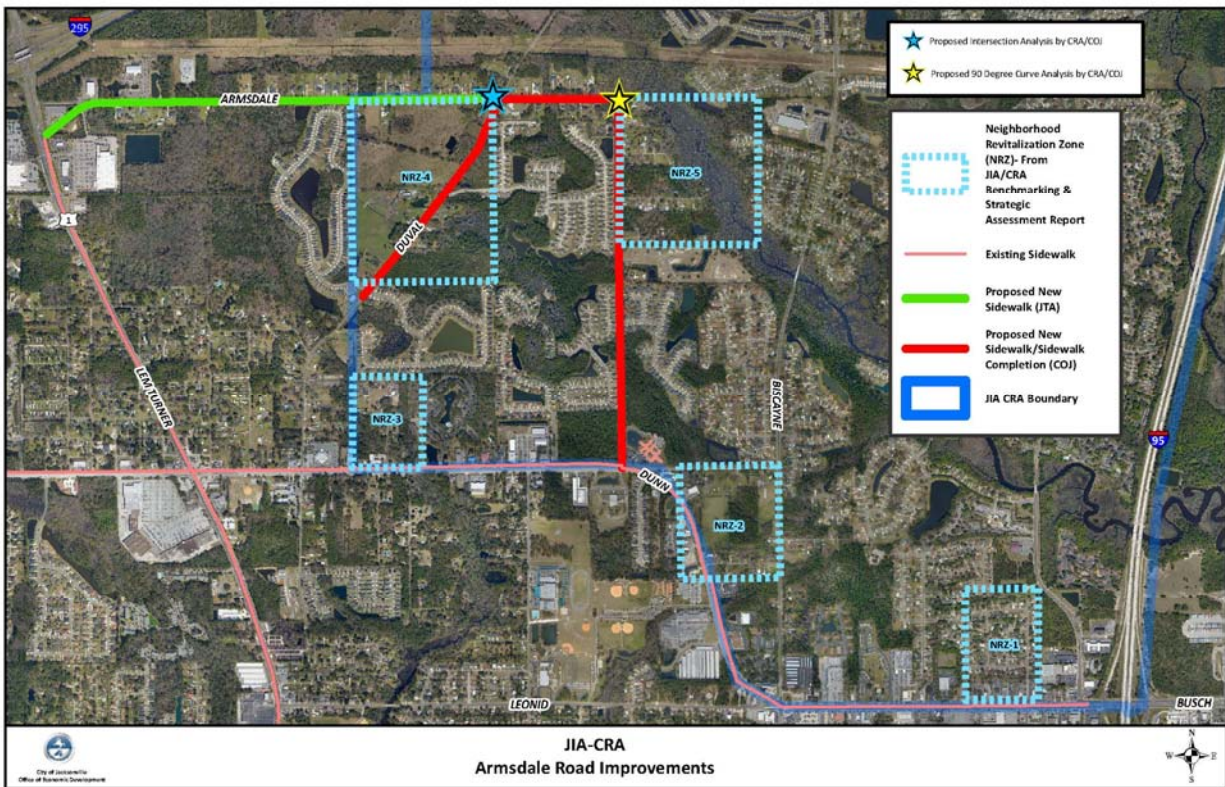 295
Proposed Intersection Analysis by CRA/COJ
Proposed 90 Degree Curve Analysis by CRA/COJ
ARMSDALE
Neighborhood
Revitalization Zone
(NRZ)- From
JIA/CRA
Benchmarking &
Strategic
Assessment Report
NRZ-4
NRZ-5
1
DUVAL
Existing Sidewalk
Proposed New
Sidewalk (JTA)
Proposed New
Sidewalk/Sidewalk
Completion (COJ)
JIA CRA Boundary
LEM TURNER
BISCAYNE
NRZ-3
95
DUNN
NRZ-2
NRZ-1
LEONID
BUSCH
JIA-CRA
Armsdale Road Improvements
City of Jacksonville
Office of Economic Development
N
W
E
S